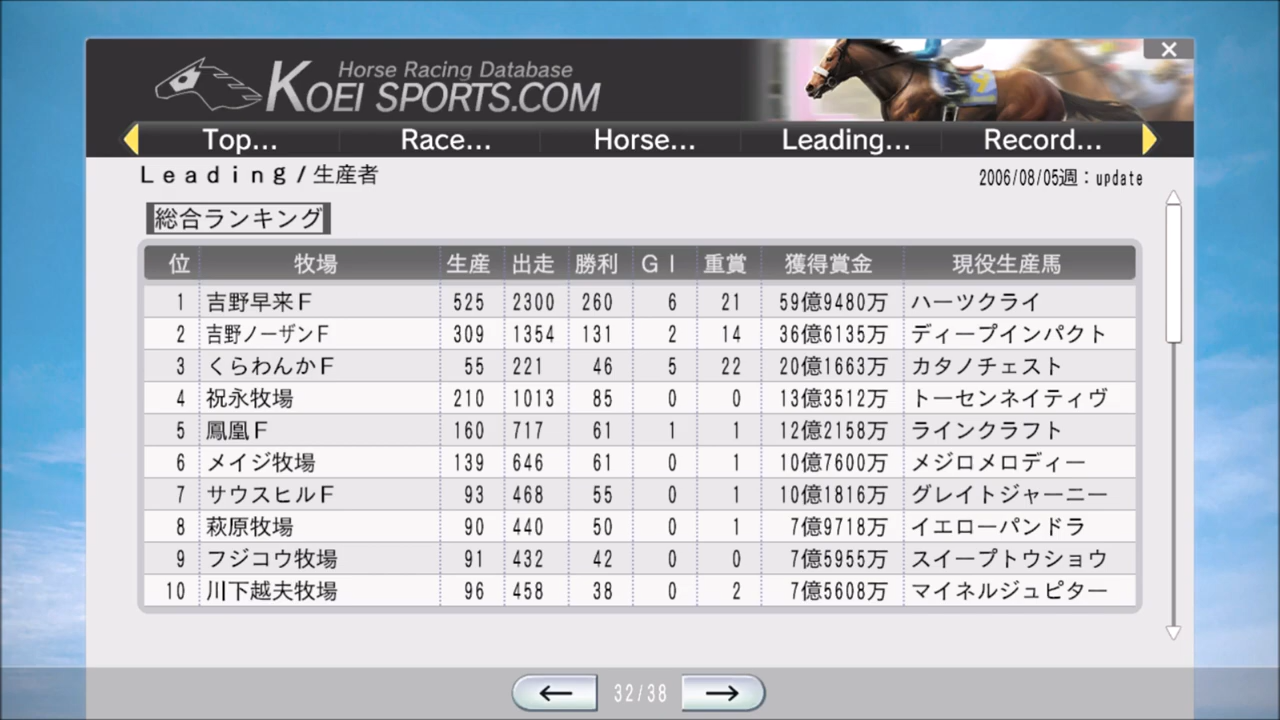 Horse Racing Database
KOEI SPORTS.COM
Top... Race... Horse... Leading... Record...
Leading/生産者 2006/08/05週：update
総合ランキング
位 牧場 生産 出走 勝利 GⅠ 重賞 獲得賞金 現役生産馬
1 吉野早来F 525 2300 260 6 21 59億9480万 ハーツクライ
2 吉野ノーザンF 309 1354 131 2 14 36億6135万 ディープインパクト
3 くらわんかF 55 221 46 5 22 20億1663万 カタノチェスト
4 祝永牧場 210 1013 85 0 0 13億3512万 トーセンネイティヴ
5 鳳凰F 160 717 61 1 1 12億2158万 ラインクラフト
6 メイジ牧場 139 646 61 0 1 10億7600万 メジロメロディー
7 サウスヒルF 93 468 55 0 1 10億1816万 グレイトジャーニー
8 萩原牧場 90 440 50 0 1 7億9718万 イエローパンドラ
9 フジコウ牧場 91 432 42 0 0 7億5955万 スイープトウショウ
10 川下越夫牧場 96 458 38 0 2 7億5608万 マイネルジュピター
← 32/38 →